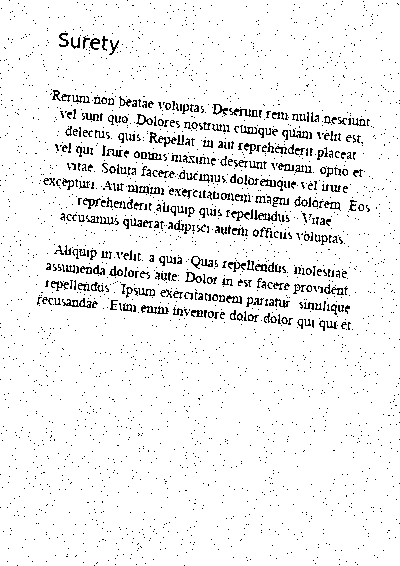 Surety
Rerum non beatae voluptas. Deserunt rem nulla nesciunt
vel sunt quo. Dolores nostrum cumque quam velit est,
delectus, quis. Repellat, in aut reprehenderit placeat
vel qui. Irure omnis maxime deserunt veniam, optio et
vitae. Soluta facere ducimus doloremque vel irure
excepturi. Aut minim exercitationem magni dolorem. Eos
reprehenderit aliquip quis repellendus. Vitae
accusamus quaerat adipisci autem officiis voluptas.
Aliquip in velit, a quia. Quas repellendus, molestiae,
assumenda dolores aute. Dolor in est facere provident
repellendus. Ipsum exercitationem pariatur similique
recusandae. Eum enim inventore dolor dolor qui qui et.